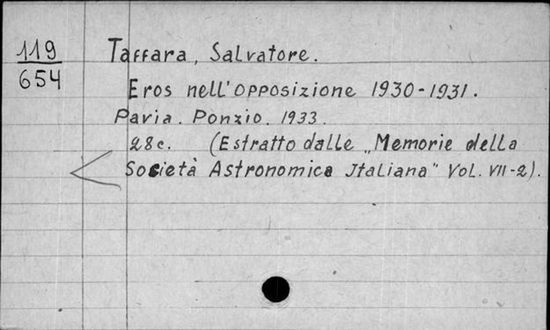 119
654
Taffara, Salvatore.
Eros nell'opposizione 1930-1931.
Pavia. Ponzio. 1933.
28c. (Estratto dalle „Memorie della
Società Astronomica Italiana" Vol. VII-2).